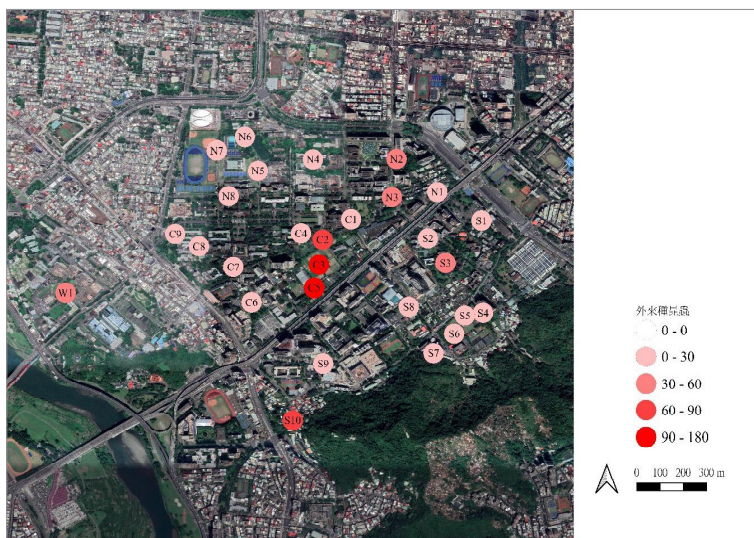 N6
N7
N4
N2
N5
N8
N3
N1
C1
S1
C9
C4
C2
S2
C8
C7
C3
S3
C5
W1
C6
S8
S5
S4
S6
S7
S9
S10
外來種昆蟲
0 - 0
0 - 30
30 - 60
60 - 90
90 - 180
0 100 200 300 m